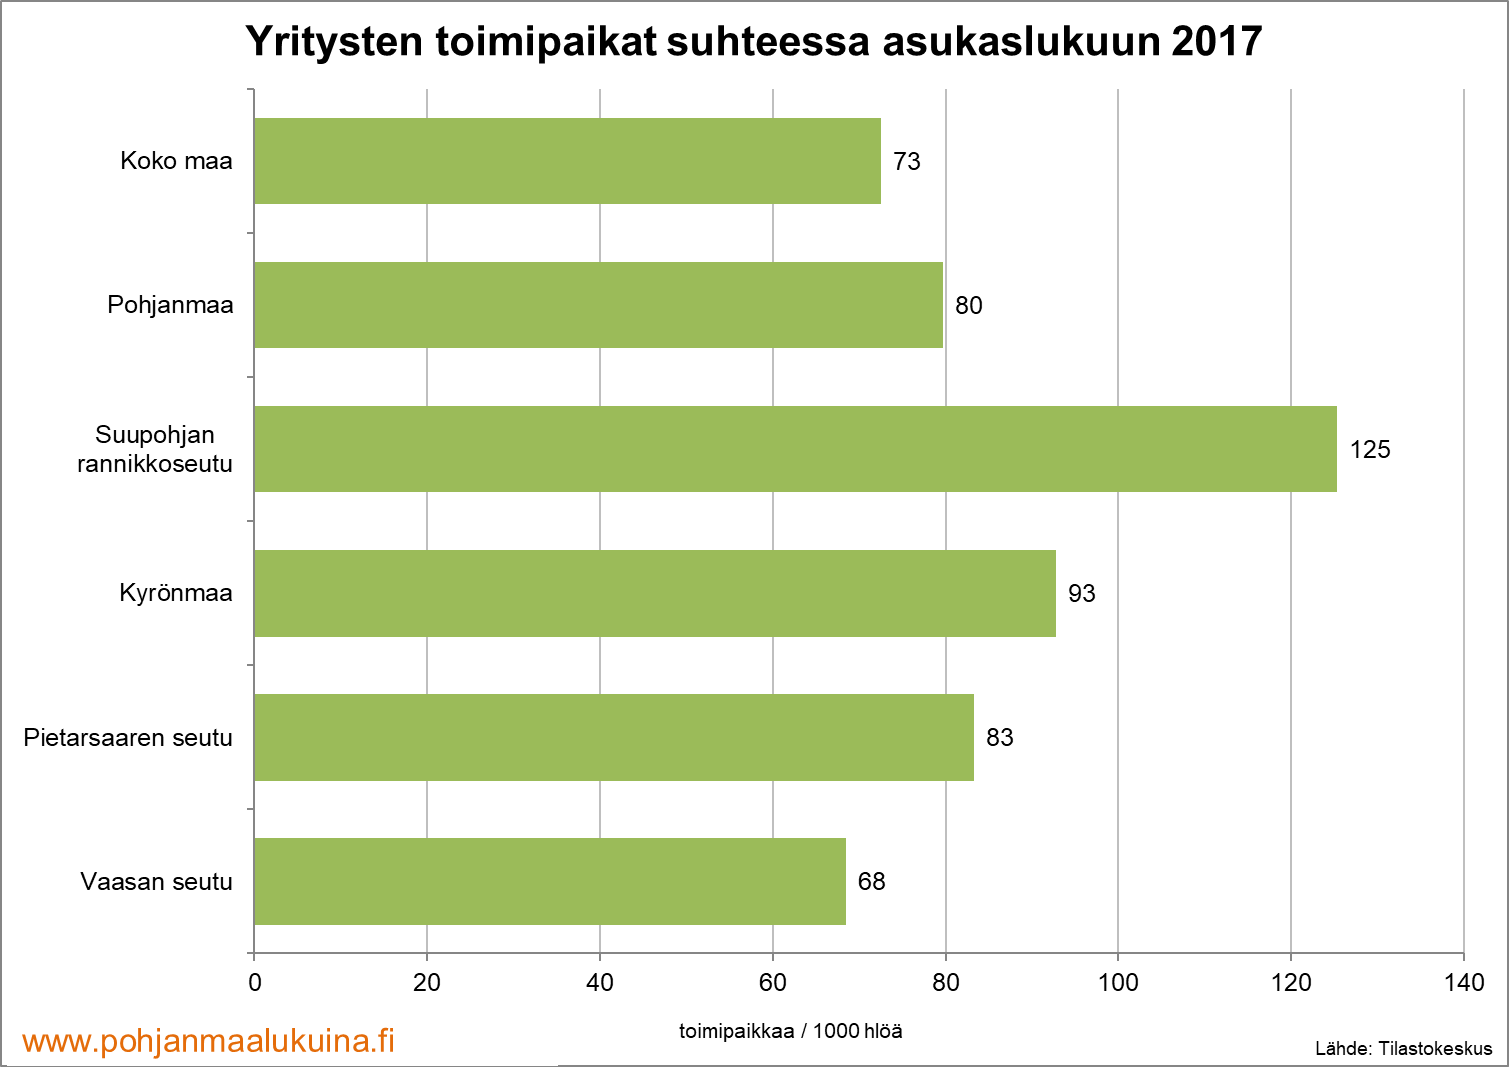 Yritysten toimipaikat suhteessa asukaslukuun 2017
Koko maa
73
Pohjanmaa
80
Suupohjan
rannikkoseutu
125
Kyrönmaa
93
Pietarsaaren seutu
83
Vaasan seutu
68
0 20 40 60 80 100 120 140
toimipaikkaa / 1000 hlöä
www.pohjanmaalukuina.fi
Lähde: Tilastokeskus